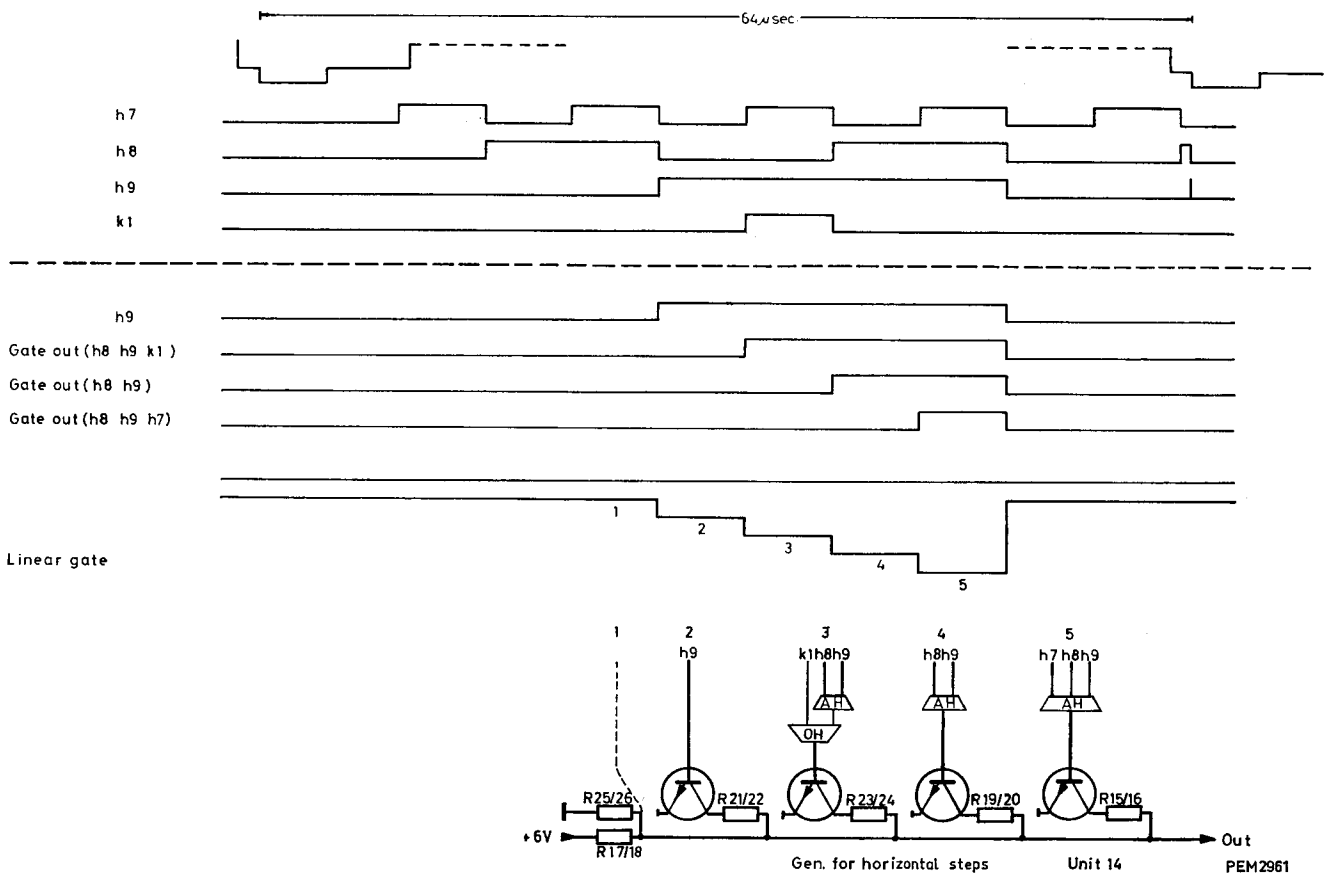 64µsec
h7
h8
h9
k1
h9
Gate out (h8 h9 k1)
Gate out (h8 h9)
Gate out (h8 h9 h7)
1
2
3
4
5
Linear gate
1 2 3 4 5
h9 k1h8h9 h8h9 h7 h8h9
AH AH AH
OH
R25/26 R21/22 R23/24 R19/20 R15/16
+6V Out
R17/18
Gen. for horizontal steps Unit 14 PEM2961